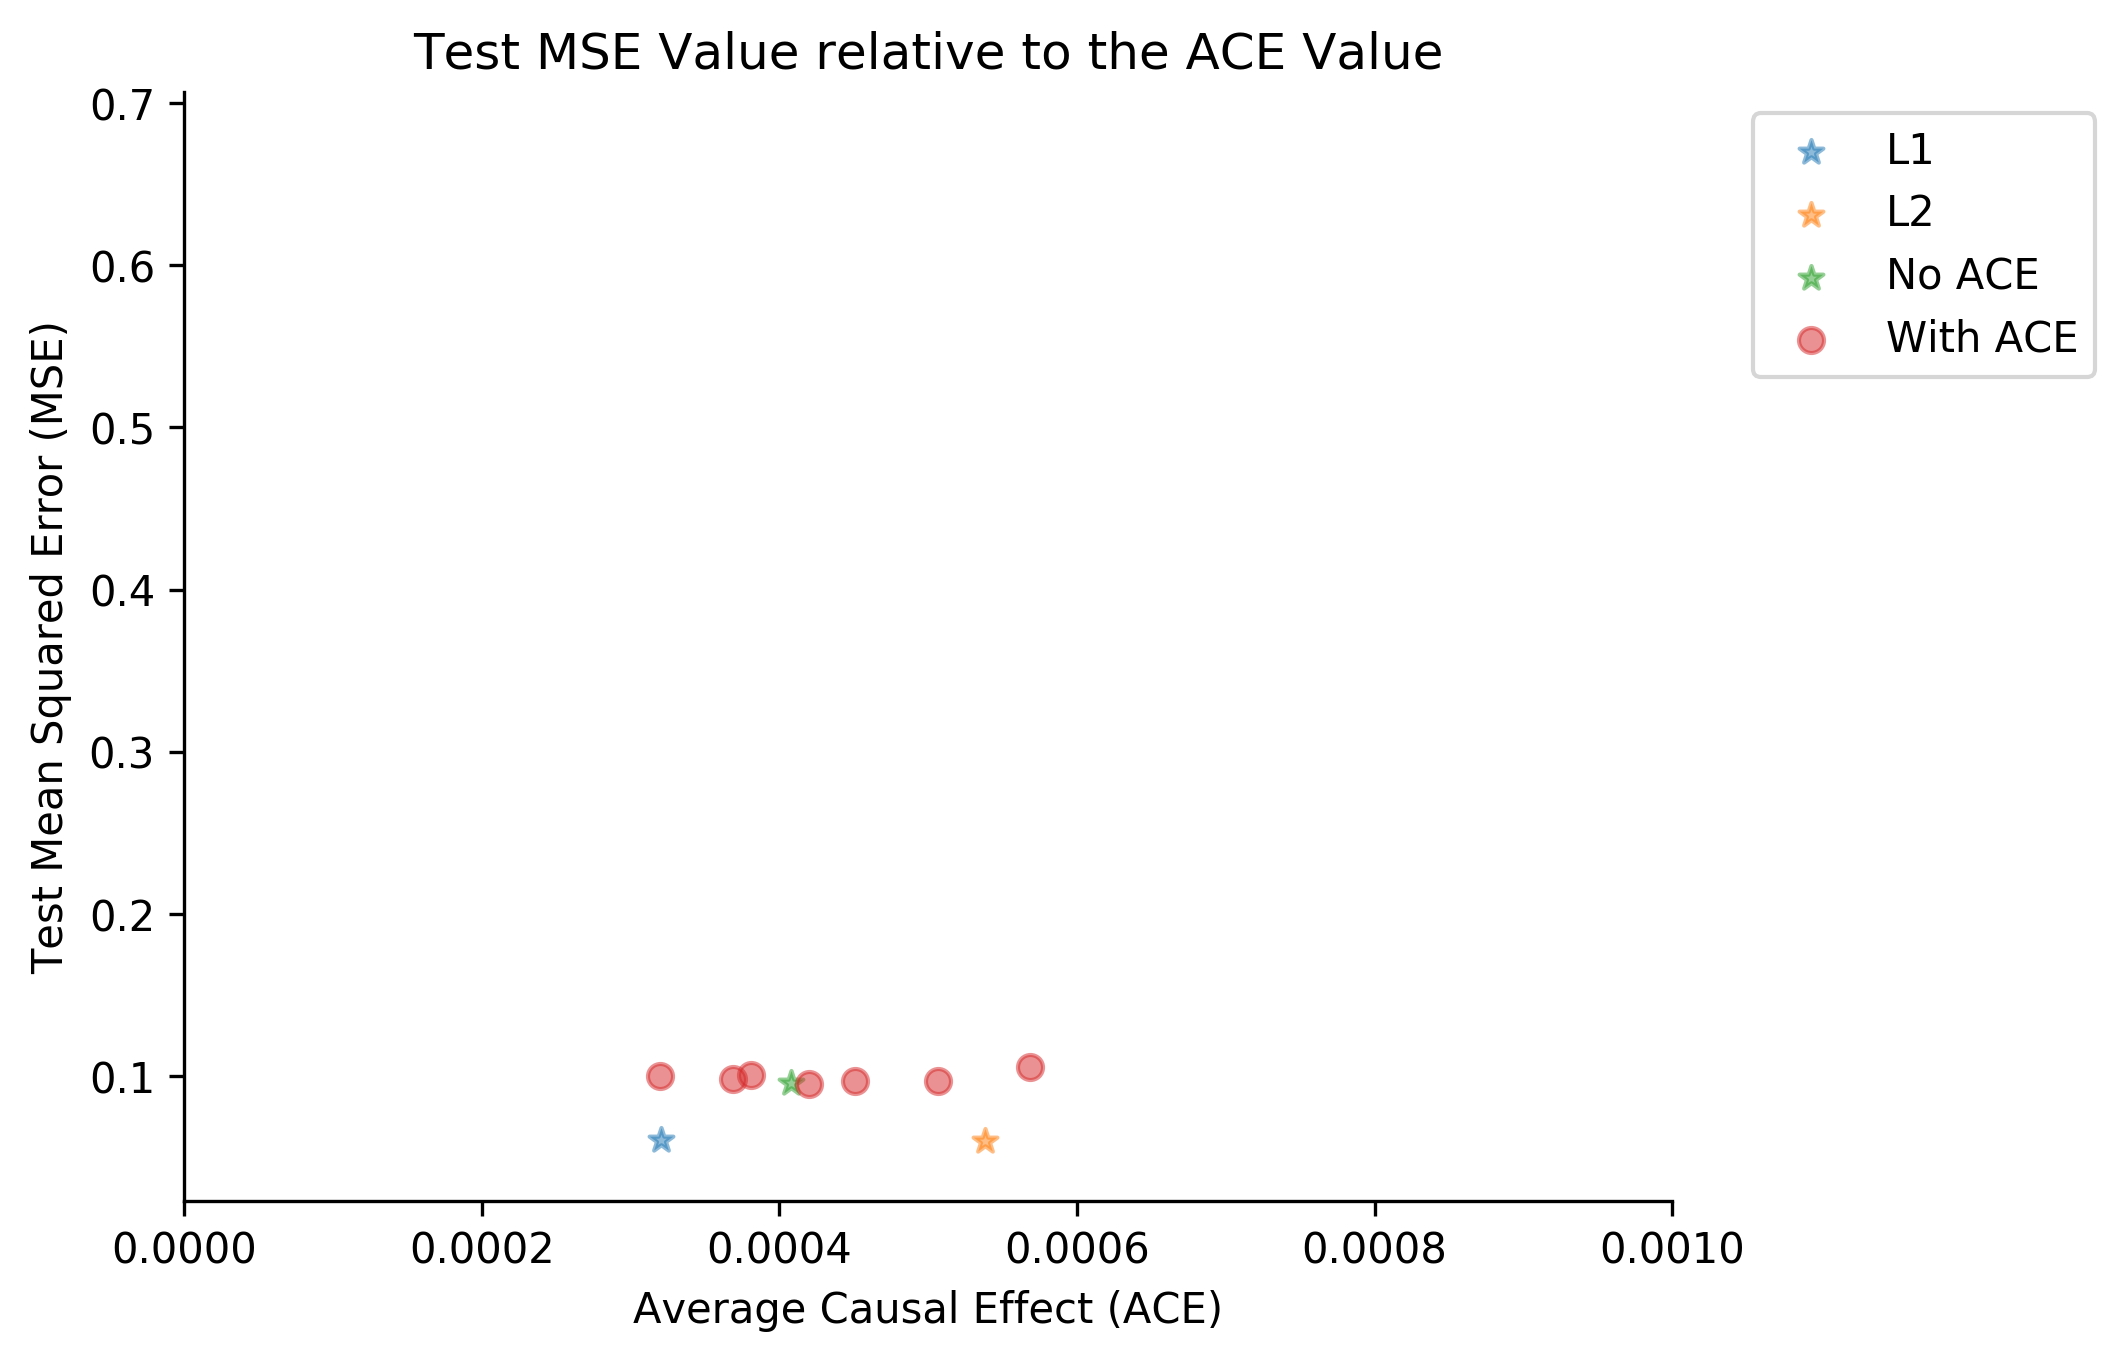 Test MSE Value relative to the ACE Value
0.7
0.6
0.5
0.4
0.3
0.2
0.1
Test Mean Squared Error (MSE)
0.0000 0.0002 0.0004 0.0006 0.0008 0.0010
Average Causal Effect (ACE)
L1
L2
No ACE
With ACE